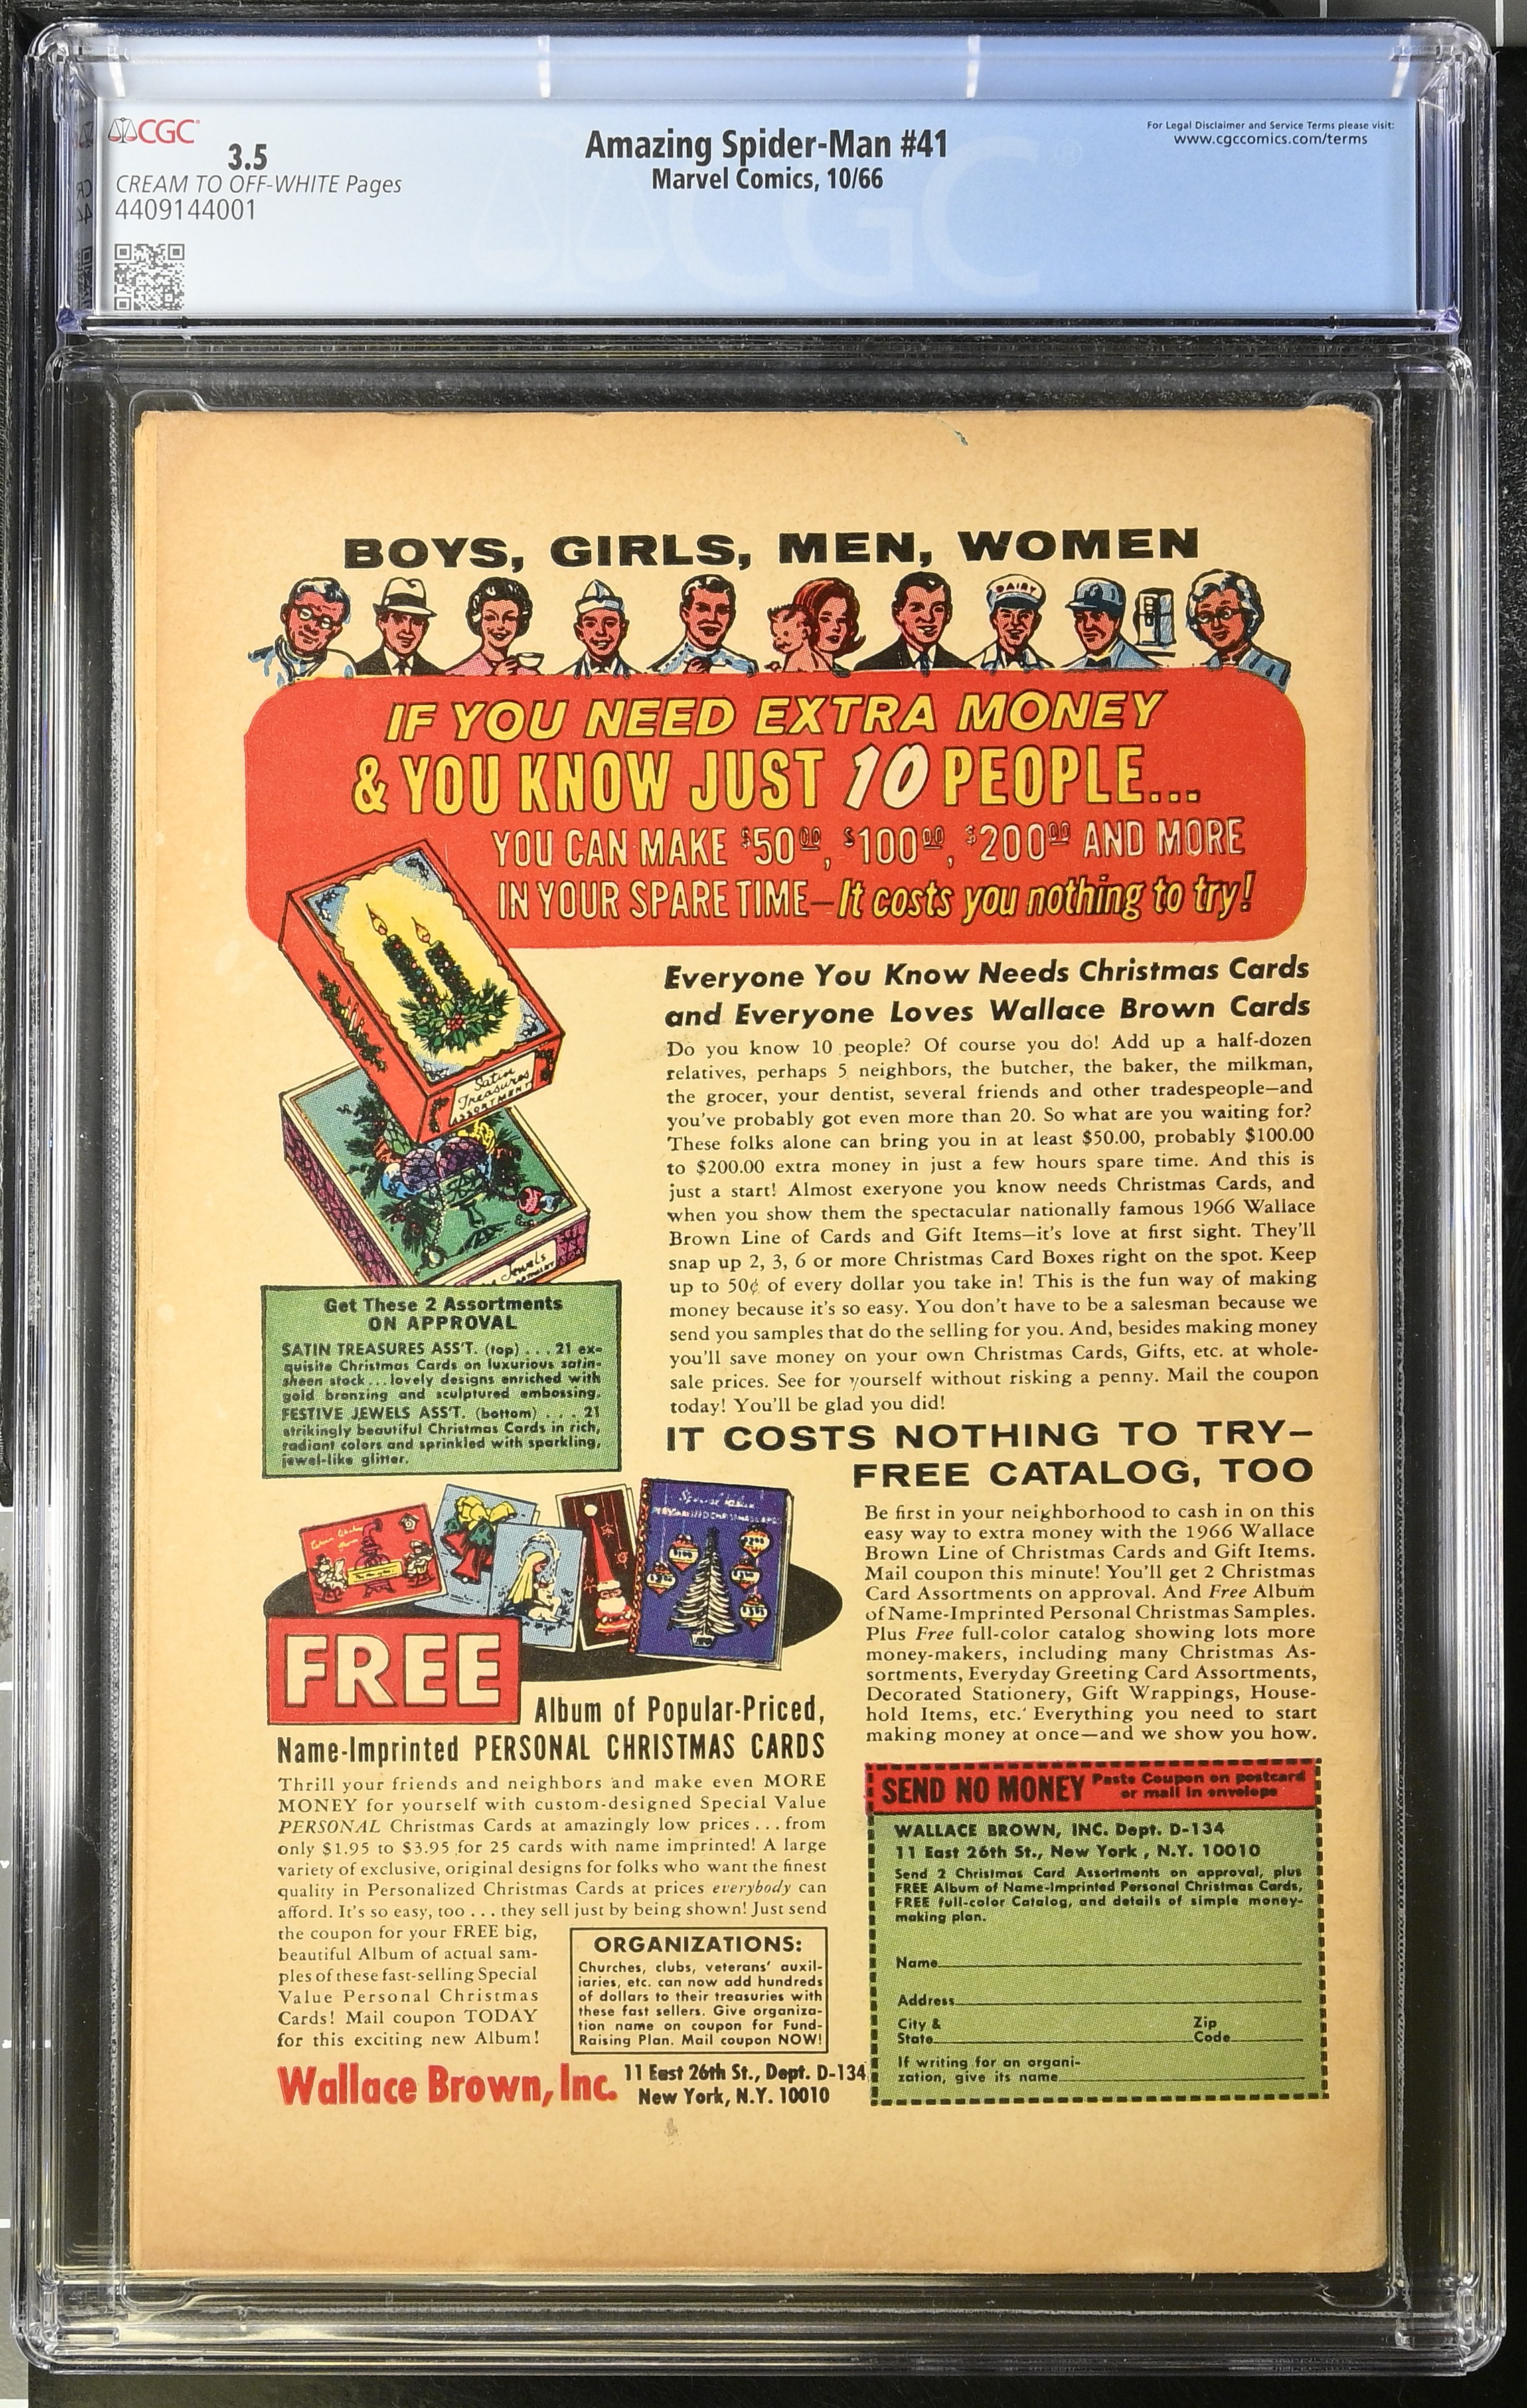 CGC
3.5
CREAM TO OFF-WHITE Pages
4409144001
Amazing Spider-Man #41
Marvel Comics, 10/66
For Legal Disclaimer and Service Terms please visit:
www.cgccomics.com/terms
BOYS, GIRLS, MEN, WOMEN
DAIRY
IF YOU NEED EXTRA MONEY
& YOU KNOW JUST 10 PEOPLE...
YOU CAN MAKE $50.00, $100.00, $200.00 AND MORE
IN YOUR SPARE TIME—It costs you nothing to try!
Satin
Treasures
ASSORTMENT
Jewels
Get These 2 Assortments
ON APPROVAL
SATIN TREASURES ASS'T. (top) . . . 21 ex-
quisite Christmas Cards on luxurious satin-
sheen stock . . . lovely designs enriched with
gold bronzing and sculptured embossing.
FESTIVE JEWELS ASS'T. (bottom) . . . . 21
strikingly beautiful Christmas Cards in rich,
radiant colors and sprinkled with sparkling,
jewel-like glitter.
Everyone You Know Needs Christmas Cards
and Everyone Loves Wallace Brown Cards
Do you know 10 people? Of course you do! Add up a half-dozen
relatives, perhaps 5 neighbors, the butcher, the baker, the milkman,
the grocer, your dentist, several friends and other tradespeople—and
you've probably got even more than 20. So what are you waiting for?
These folks alone can bring you in at least $50.00, probably $100.00
to $200.00 extra money in just a few hours spare time. And this is
just a start! Almost exeryone you know needs Christmas Cards, and
when you show them the spectacular nationally famous 1966 Wallace
Brown Line of Cards and Gift Items—it's love at first sight. They'll
snap up 2, 3, 6 or more Christmas Card Boxes right on the spot. Keep
up to 50¢ of every dollar you take in! This is the fun way of making
money because it's so easy. You don't have to be a salesman because we
send you samples that do the selling for you. And, besides making money
you'll save money on your own Christmas Cards, Gifts, etc. at whole-
sale prices. See for yourself without risking a penny. Mail the coupon
today! You'll be glad you did!
IT COSTS NOTHING TO TRY—
FREE CATALOG, TOO
Be first in your neighborhood to cash in on this
easy way to extra money with the 1966 Wallace
Brown Line of Christmas Cards and Gift Items.
Mail coupon this minute! You'll get 2 Christmas
Card Assortments on approval. And Free Album
of Name-Imprinted Personal Christmas Samples.
Plus Free full-color catalog showing lots more
money-makers, including many Christmas As-
sortments, Everyday Greeting Card Assortments,
Decorated Stationery, Gift Wrappings, House-
hold Items, etc. Everything you need to start
making money at once—and we show you how.
FREE
Album of Popular-Priced,
Name-Imprinted PERSONAL CHRISTMAS CARDS
Thrill your friends and neighbors and make even MORE
MONEY for yourself with custom-designed Special Value
PERSONAL Christmas Cards at amazingly low prices . . . from
only $1.95 to $3.95 for 25 cards with name imprinted! A large
variety of exclusive, original designs for folks who want the finest
quality in Personalized Christmas Cards at prices everybody can
afford. It's so easy, too . . . they sell just by being shown! Just send
the coupon for your FREE big,
beautiful Album of actual sam-
ples of these fast-selling Special
Value Personal Christmas
Cards! Mail coupon TODAY
for this exciting new Album!
ORGANIZATIONS:
Churches, clubs, veterans' auxil-
iaries, etc. can now add hundreds
of dollars to their treasuries with
these fast sellers. Give organiza-
tion name on coupon for Fund-
Raising Plan. Mail coupon NOW!
Wallace Brown, Inc.
11 East 26th St., Dept. D-134
New York, N.Y. 10010
SEND NO MONEY Paste Coupon on postcard
or mail in envelope
WALLACE BROWN, INC. Dept. D-134
11 East 26th St., New York , N.Y. 10010
Send 2 Christmas Card Assortments on approval, plus
FREE Album of Name-Imprinted Personal Christmas Cards,
FREE full-color Catalog, and details of simple money-
making plan.
Name
Address
City & Zip
State Code
If writing for an organi-
zation, give its name